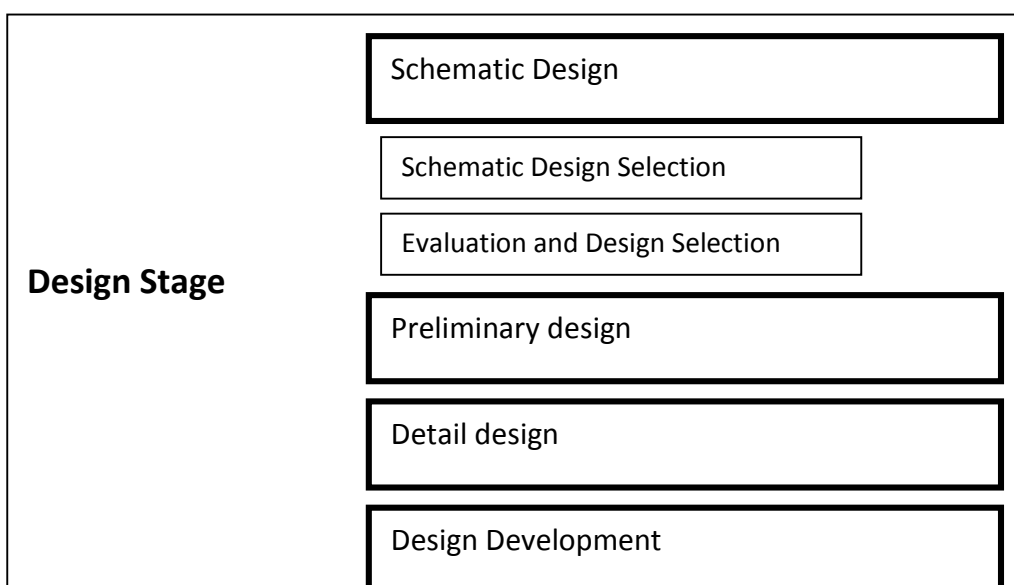 Schematic Design
Schematic Design Selection
Evaluation and Design Selection
Design Stage
Preliminary design
Detail design
Design Development